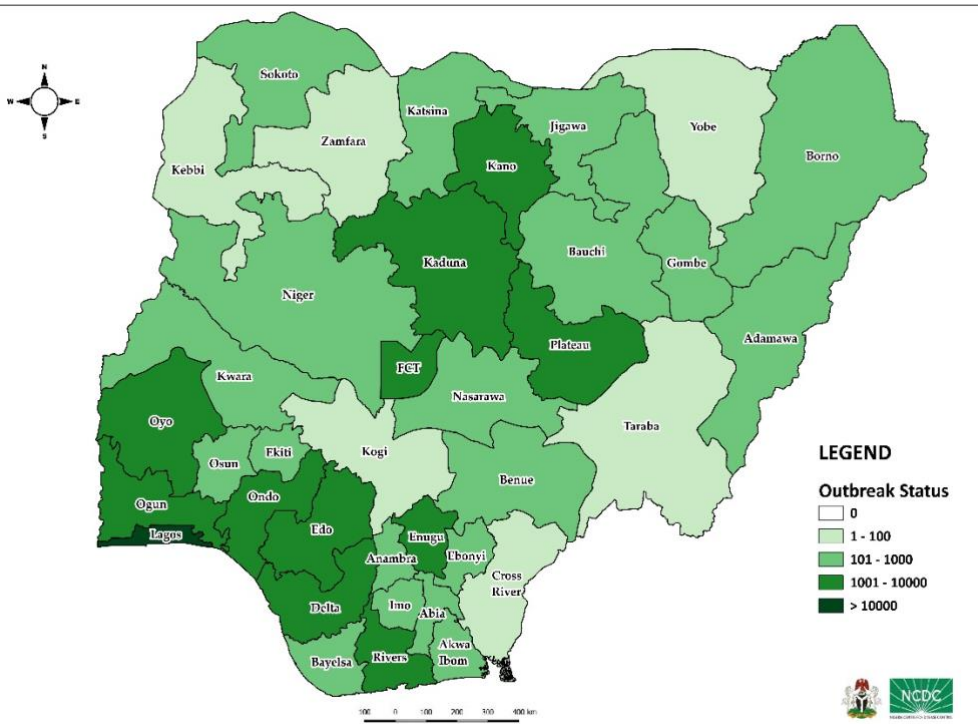 N
W
E
S
Sokoto
Katsina
Jigawa
Yobe
Borno
Zamfara
Kebbi
Kano
Kaduna
Bauchi
Gombe
Niger
Adamawa
Plateau
FCT
Kwara
Nasarawa
Taraba
Oyo
Osun
Ekiti
Kogi
Benue
Ogun
Ondo
Lagos
Edo
Enugu
Anambra
Ebonyi
Cross
River
Delta
Imo
Abia
Bayelsa
Rivers
Akwa
Ibom
LEGEND
Outbreak Status
0
1 - 100
101 - 1000
1001 - 10000
> 10000
100 0 100 200 300 400 km
NCDC